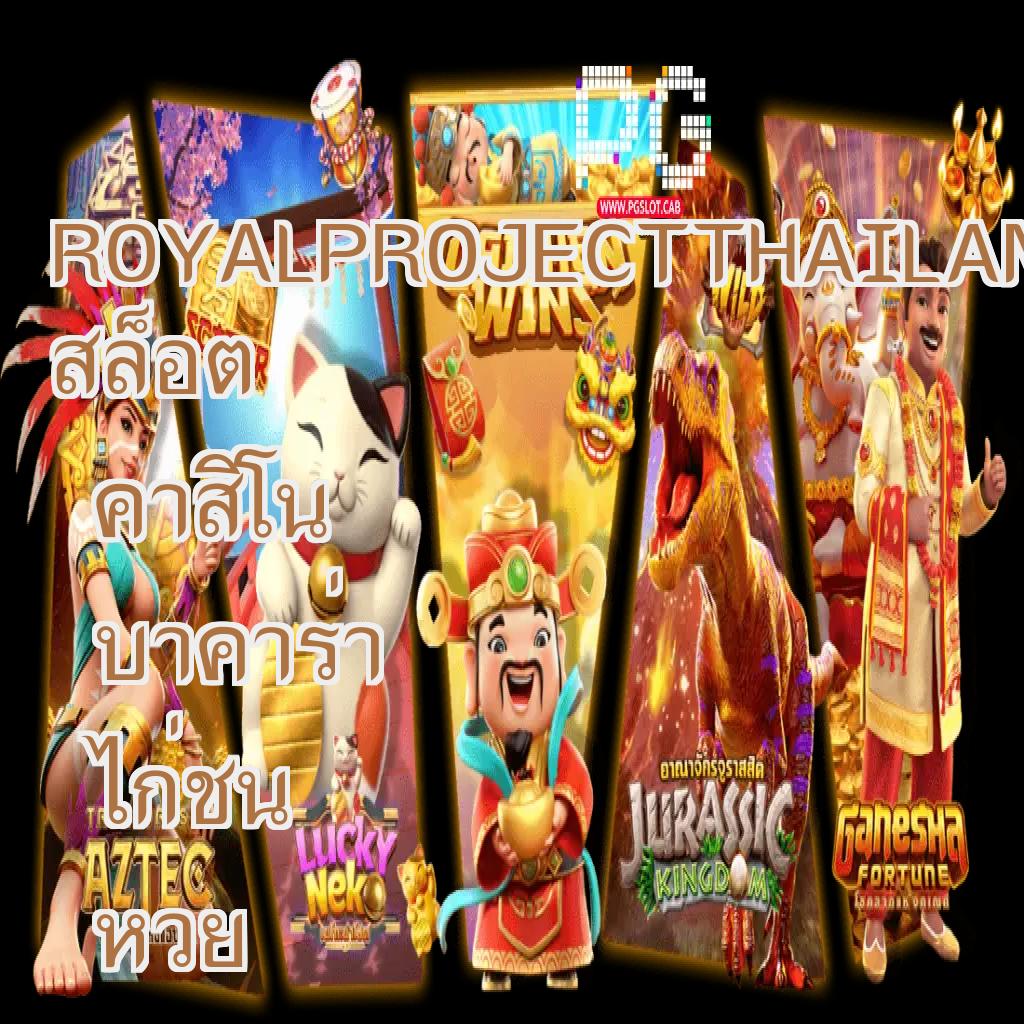 PG
WWW.PGSLOT.CAB
ROYALPROJECTTHAILAN
WINS
WILD
สล็อต
คาสิโน
บาคาร่า
ไก่ชน
อาณาจักรจูราสสิค
JURASSIC
KINGDOM
LUCKY
Neko
GANESHA
FORTUNE
AZTEC
หวย